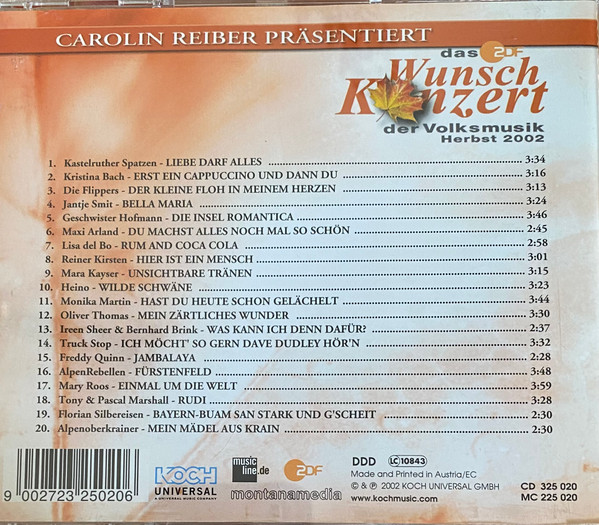 CAROLIN REIBER PRÄSENTIERT
das ZDF
Wunsch
Konzert
der Volksmusik
Herbst 2002
1. Kastelruther Spatzen - LIEBE DARF ALLES 3:34
2. Kristina Bach - ERST EIN CAPPUCCINO UND DANN DU 3:16
3. Die Flippers - DER KLEINE FLOH IN MEINEM HERZEN 3:13
4. Jantje Smit - BELLA MARIA 3:24
5. Geschwister Hofmann - DIE INSEL ROMANTICA 3:46
6. Maxi Arland - DU MACHST ALLES NOCH MAL SO SCHÖN 2:45
7. Lisa del Bo - RUM AND COCA COLA 2:58
8. Reiner Kirsten - HIER IST EIN MENSCH 3:01
9. Mara Kayser - UNSICHTBARE TRÄNEN 3:15
10. Heino - WILDE SCHWÄNE 3:23
11. Monika Martin - HAST DU HEUTE SCHON GELÄCHELT 3:44
12. Oliver Thomas - MEIN ZÄRTLICHES WUNDER 3:30
13. Ireen Sheer & Bernhard Brink - WAS KANN ICH DENN DAFÜR? 2:37
14. Truck Stop - ICH MÖCHT' SO GERN DAVE DUDLEY HÖR'N 3:32
15. Freddy Quinn - JAMBALAYA 2:28
16. AlpenRebellen - FÜRSTENFELD 3:48
17. Mary Roos - EINMAL UM DIE WELT 3:59
18. Tony & Pascal Marshall - RUDI 3:28
19. Florian Silbereisen - BAYERN-BUAM SAN STARK UND G'SCHEIT 2:30
20. Alpenoberkrainer - MEIN MÄDEL AUS KRAIN 2:30
9 002723 250206
KOCH
UNIVERSAL
A UNIVERSAL MUSIC COMPANY
music
line.de
ZDF
montanamedia
DDD LC 10843
Made and Printed in Austria/EC
℗ & © 2002 KOCH UNIVERSAL GMBH
www.kochmusic.com
CD 325 020
MC 225 020